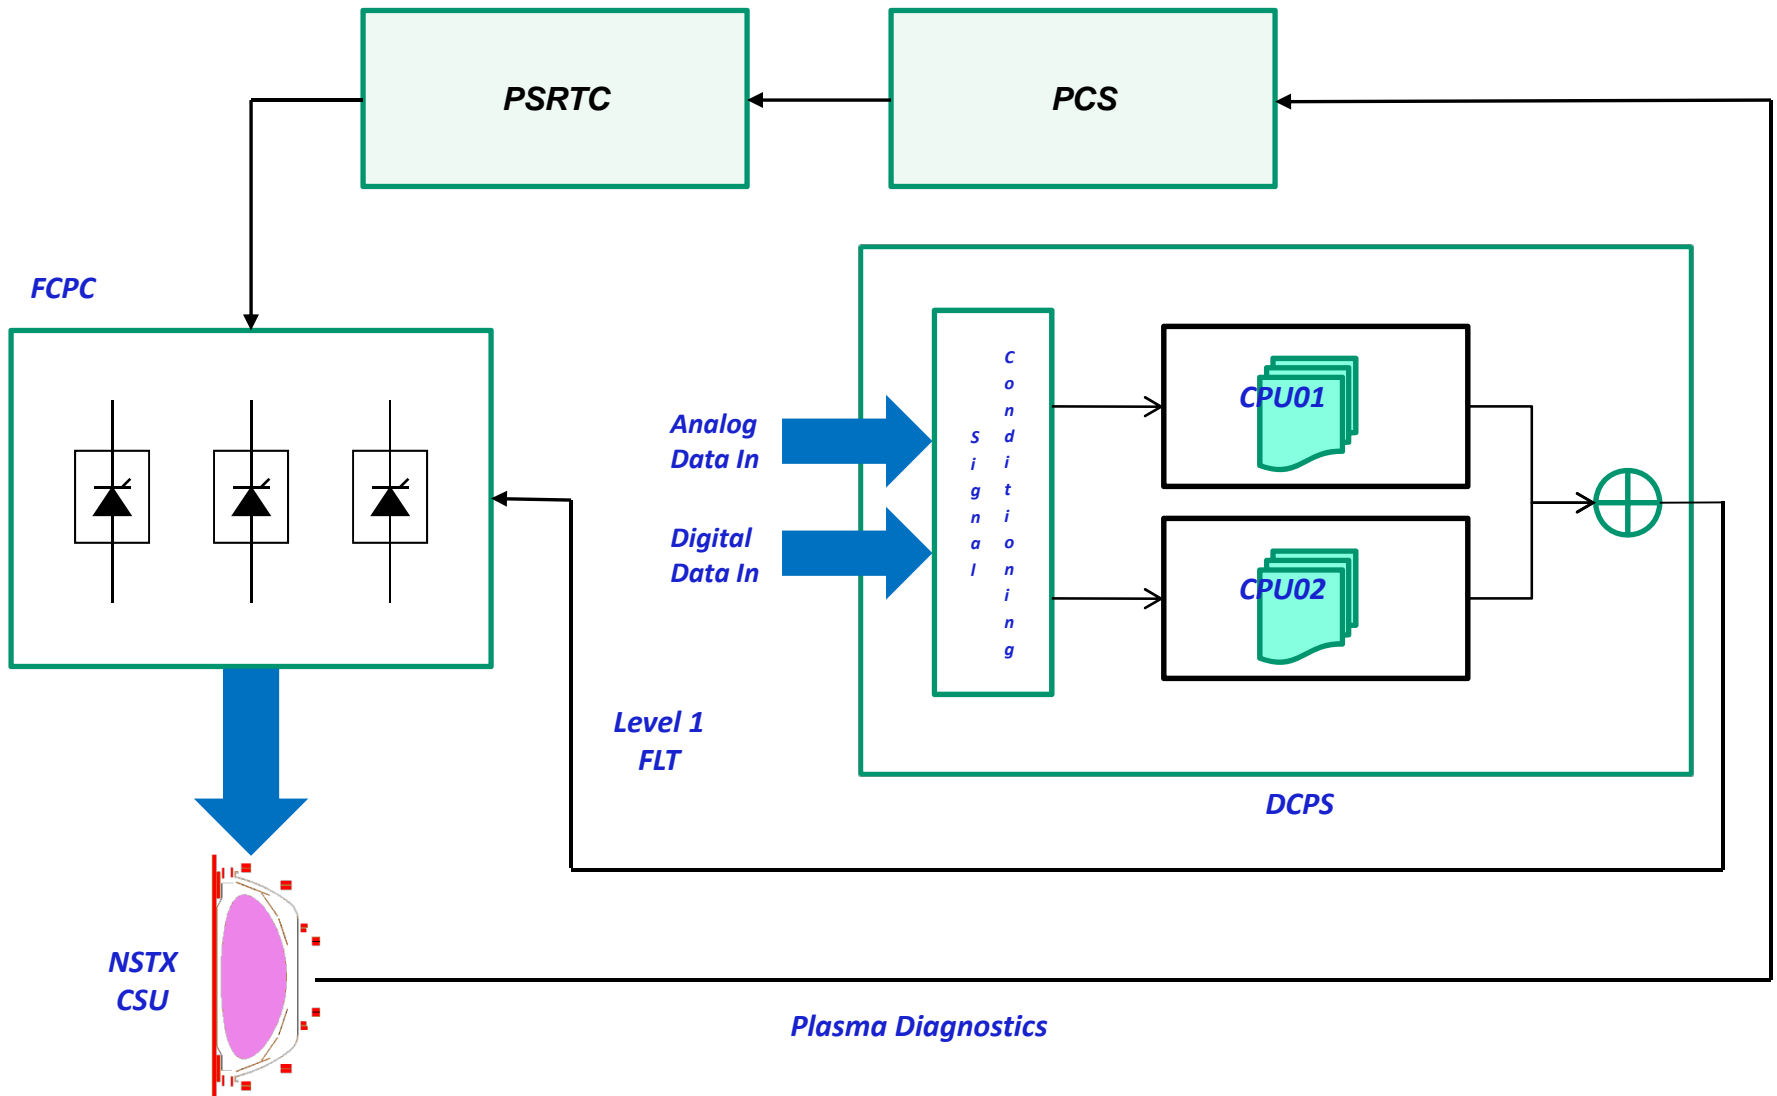 PSRTC
PCS
FCPC
Analog
Data In
Digital
Data In
Signal
Conditioning
CPU01
CPU02
Level 1
FLT
DCPS
NSTX
CSU
Plasma Diagnostics